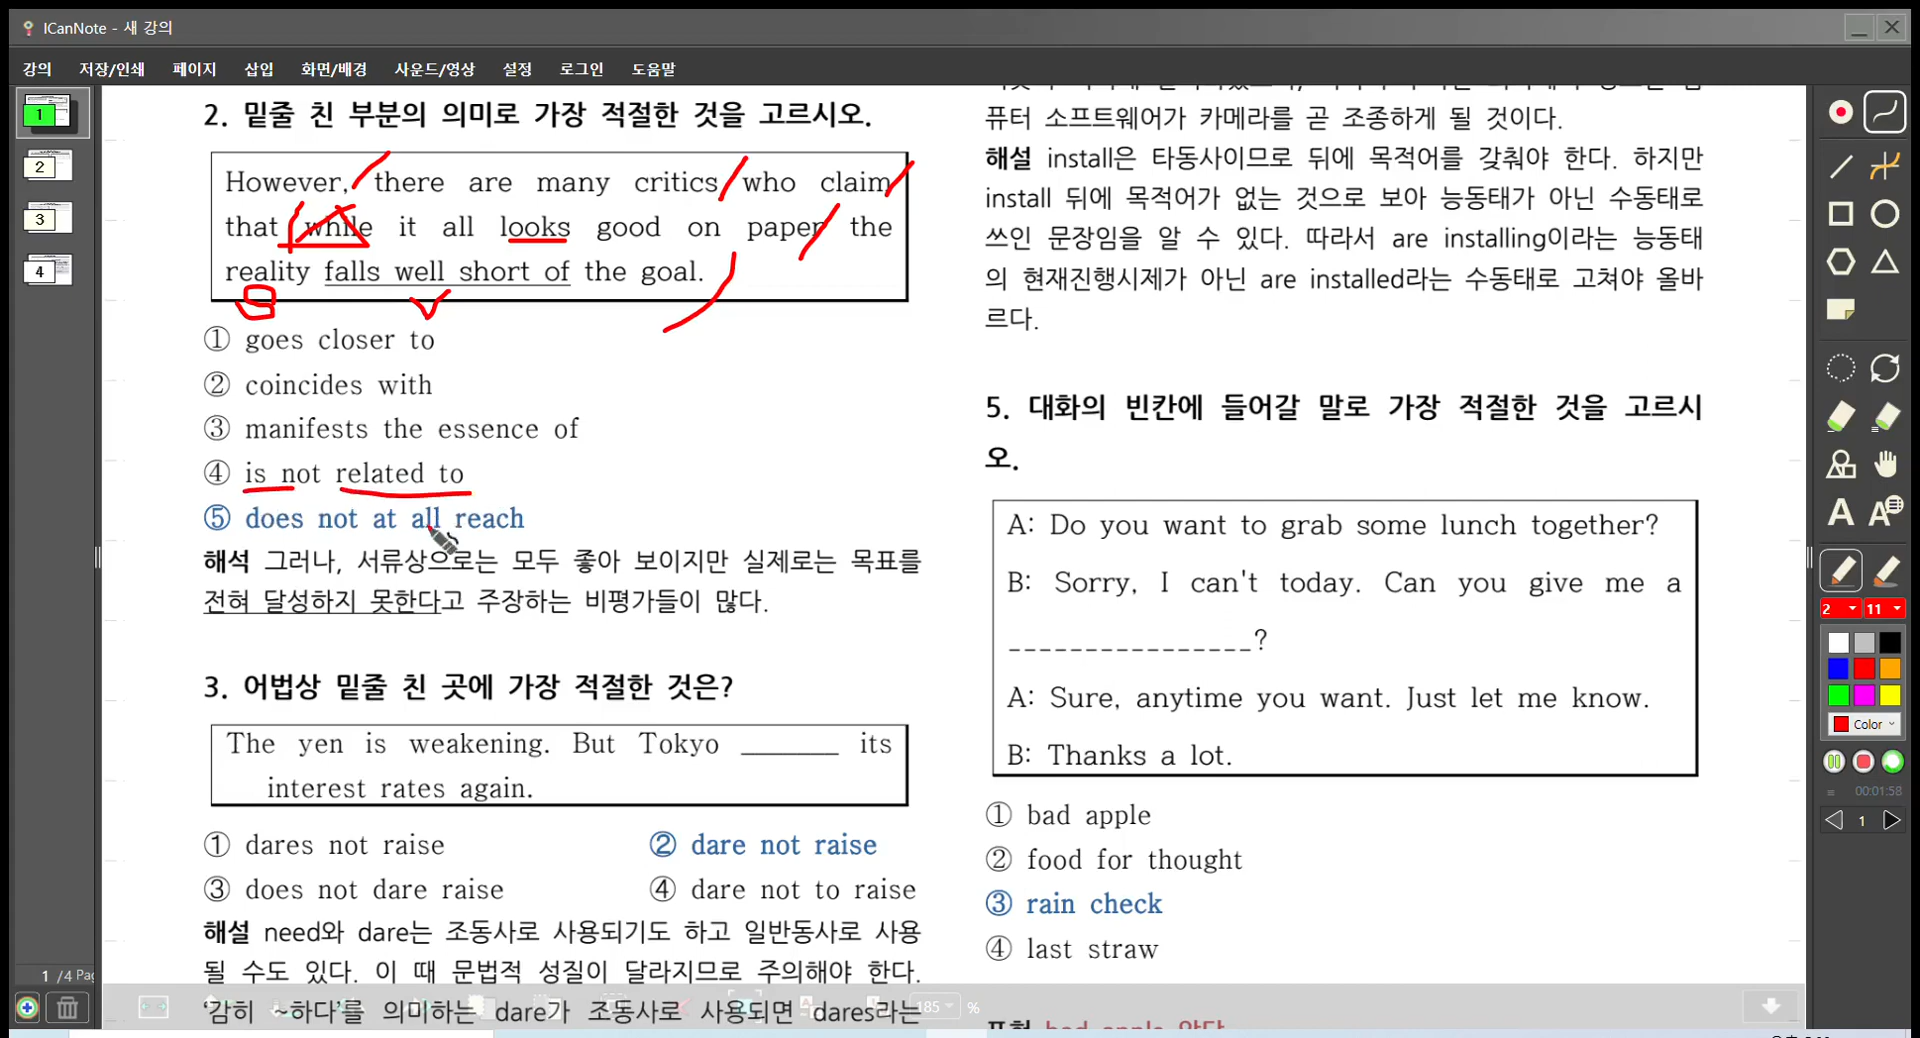 ICanNote - 새 강의
강의 저장/인쇄 페이지 삽입 화면/배경 사운드/영상 설정 로그인 도움말
1
2
3
4
2. 밑줄 친 부분의 의미로 가장 적절한 것을 고르시오.
However, there are many critics who claim
that while it all looks good on paper the
reality falls well short of the goal.
① goes closer to
② coincides with
③ manifests the essence of
④ is not related to
⑤ does not at all reach
해석 그러나, 서류상으로는 모두 좋아 보이지만 실제로는 목표를
전혀 달성하지 못한다고 주장하는 비평가들이 많다.
3. 어법상 밑줄 친 곳에 가장 적절한 것은?
The yen is weakening. But Tokyo _______ its
interest rates again.
① dares not raise ② dare not raise
③ does not dare raise ④ dare not to raise
해설 need와 dare는 조동사로 사용되기도 하고 일반동사로 사용
될 수도 있다. 이 때 문법적 성질이 달라지므로 주의해야 한다.
‘감히 ~하다’를 의미하는 dare가 조동사로 사용되면 dares라는
퓨터 소프트웨어가 카메라를 곧 조종하게 될 것이다.
해설 install은 타동사이므로 뒤에 목적어를 갖춰야 한다. 하지만
install 뒤에 목적어가 없는 것으로 보아 능동태가 아닌 수동태로
쓰인 문장임을 알 수 있다. 따라서 are installing이라는 능동태
의 현재진행시제가 아닌 are installed라는 수동태로 고쳐야 올바
르다.
5. 대화의 빈칸에 들어갈 말로 가장 적절한 것을 고르시
오.
A: Do you want to grab some lunch together?
B: Sorry, I can't today. Can you give me a
________________?
A: Sure, anytime you want. Just let me know.
B: Thanks a lot.
① bad apple
② food for thought
③ rain check
④ last straw
2 11
Color
00:01:58
1
1 /4 Pag
185 %